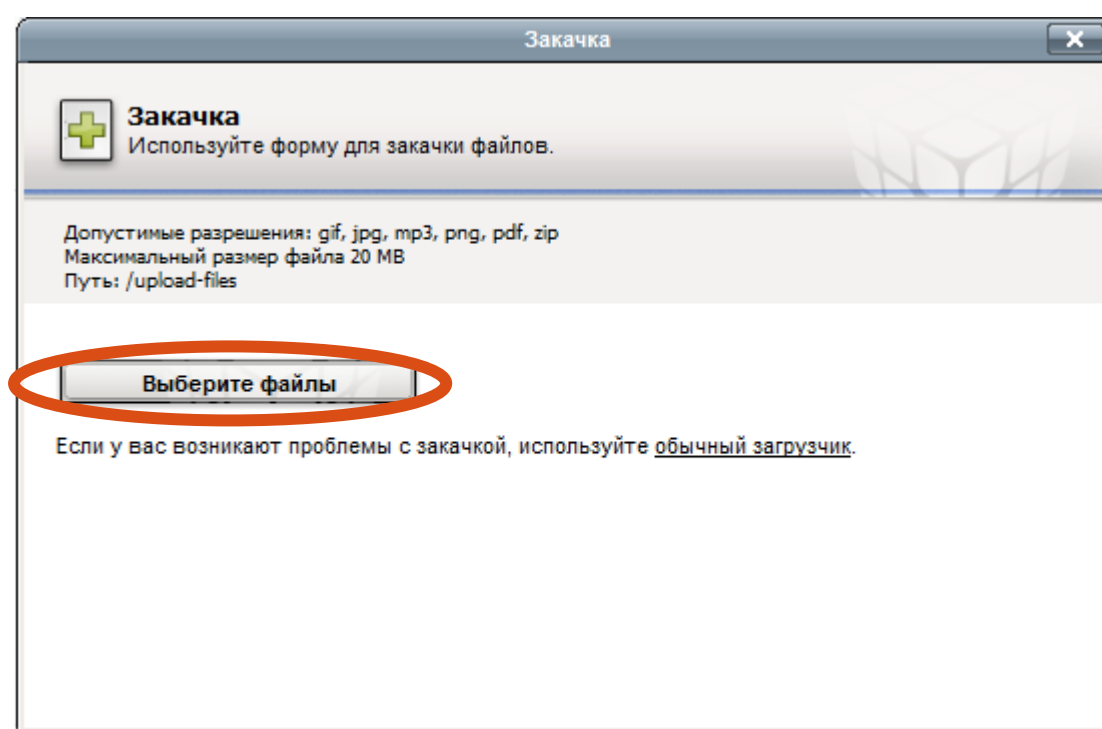 Закачка
Закачка
Используйте форму для закачки файлов.
Допустимые разрешения: gif, jpg, mp3, png, pdf, zip
Максимальный размер файла 20 MB
Путь: /upload-files
Выберите файлы
Если у вас возникают проблемы с закачкой, используйте обычный загрузчик.